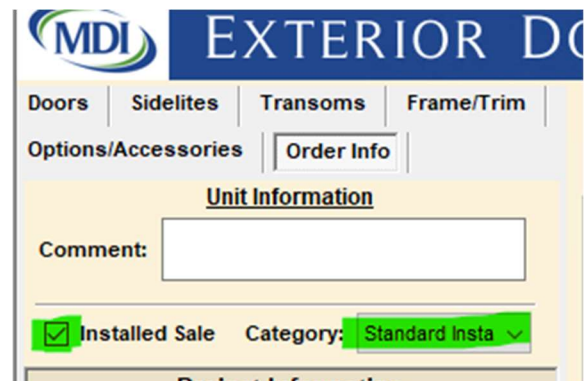 MDI EXTERIOR DO
Doors Sidelites Transoms Frame/Trim
Options/Accessories Order Info
Unit Information
Comment:
Installed Sale Category: Standard Insta